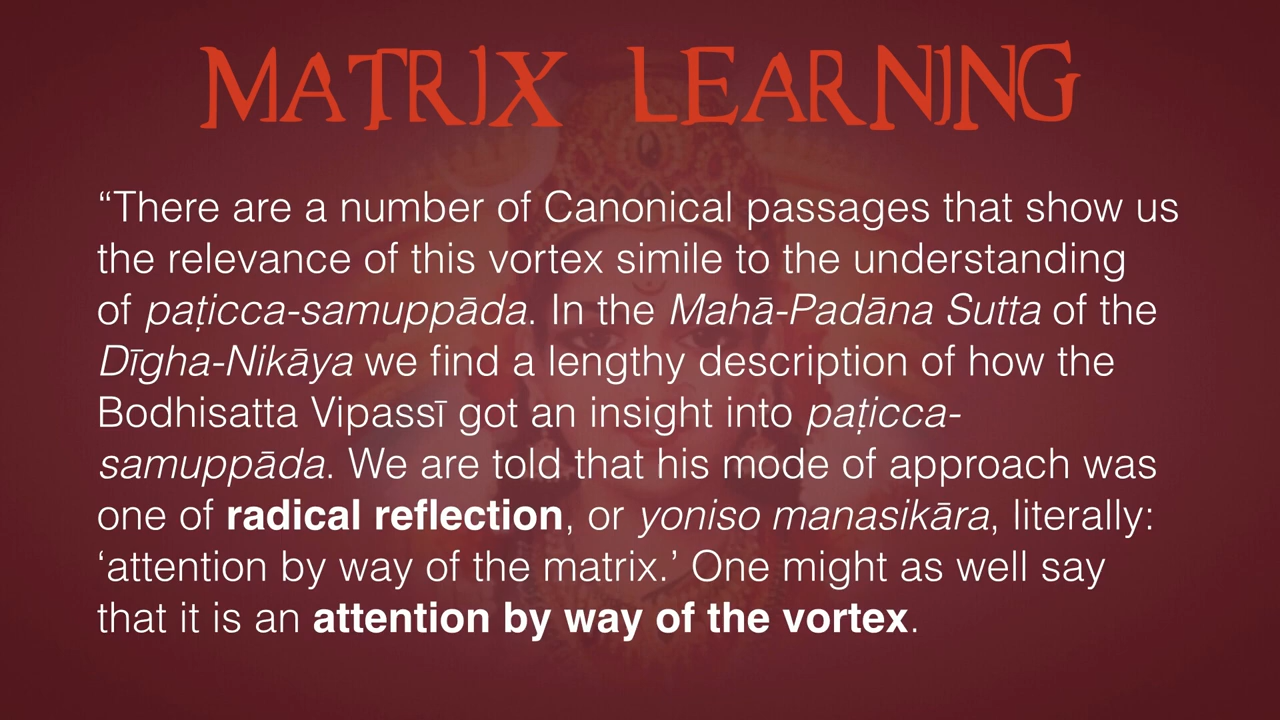 MATRIX LEARNING
“There are a number of Canonical passages that show us
the relevance of this vortex simile to the understanding
of paṭicca-samuppāda. In the Mahā-Padāna Sutta of the
Dīgha-Nikāya we find a lengthy description of how the
Bodhisatta Vipassī got an insight into paṭicca-
samuppāda. We are told that his mode of approach was
one of radical reflection, or yoniso manasikāra, literally:
‘attention by way of the matrix.’ One might as well say
that it is an attention by way of the vortex.